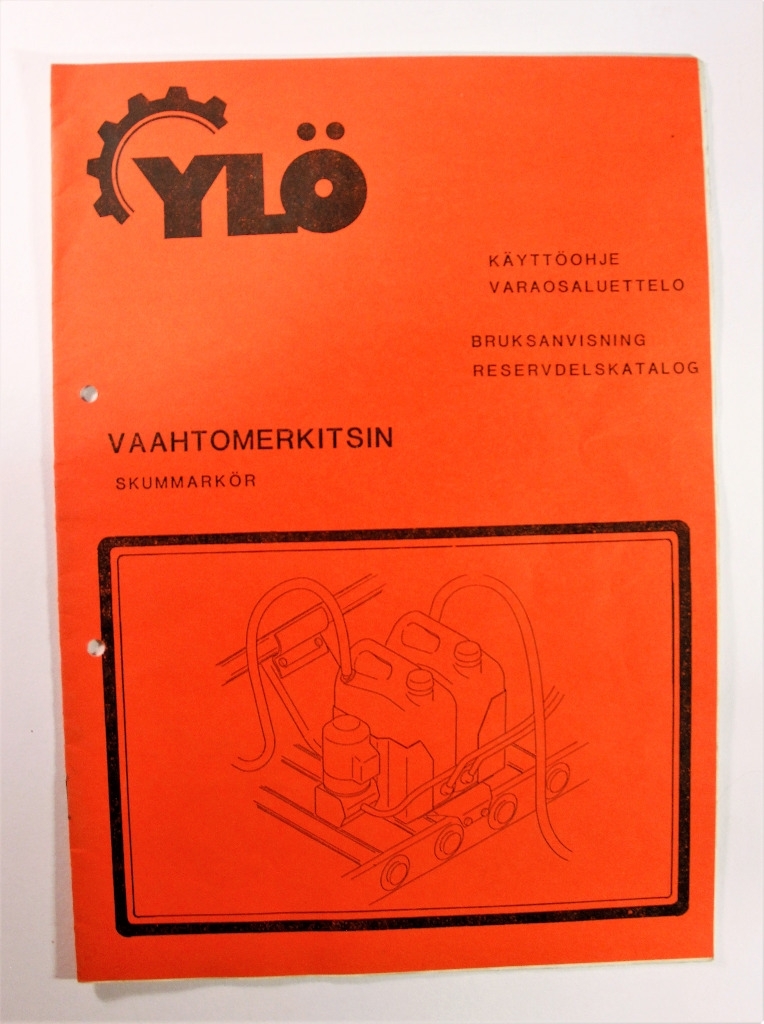 YLÖ
KÄYTTÖOHJE
VARAOSALUETTELO
BRUKSANVISNING
RESERVDELSKATALOG
VAAHTOMERKITSIN
SKUMMARKÖR